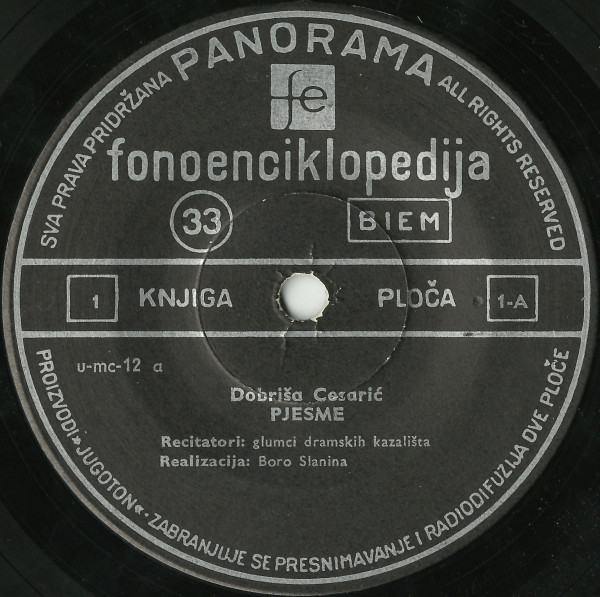 PANORAMA
SVA PRAVA PRIDRŽANA
ALL RIGHTS RESERVED
fe
fonoenciklopedija
33
BIEM
1 KNJIGA PLOČA 1-A
u-mc-12 a
Dobriša Cesarić
PJESME
Recitatori: glumci dramskih kazališta
Realizacija: Boro Slanina
PROIZVODI »JUGOTON«· ZABRANJUJE SE PRESNIMAVANJE I RADIODIFUZIJA OVE PLOČE